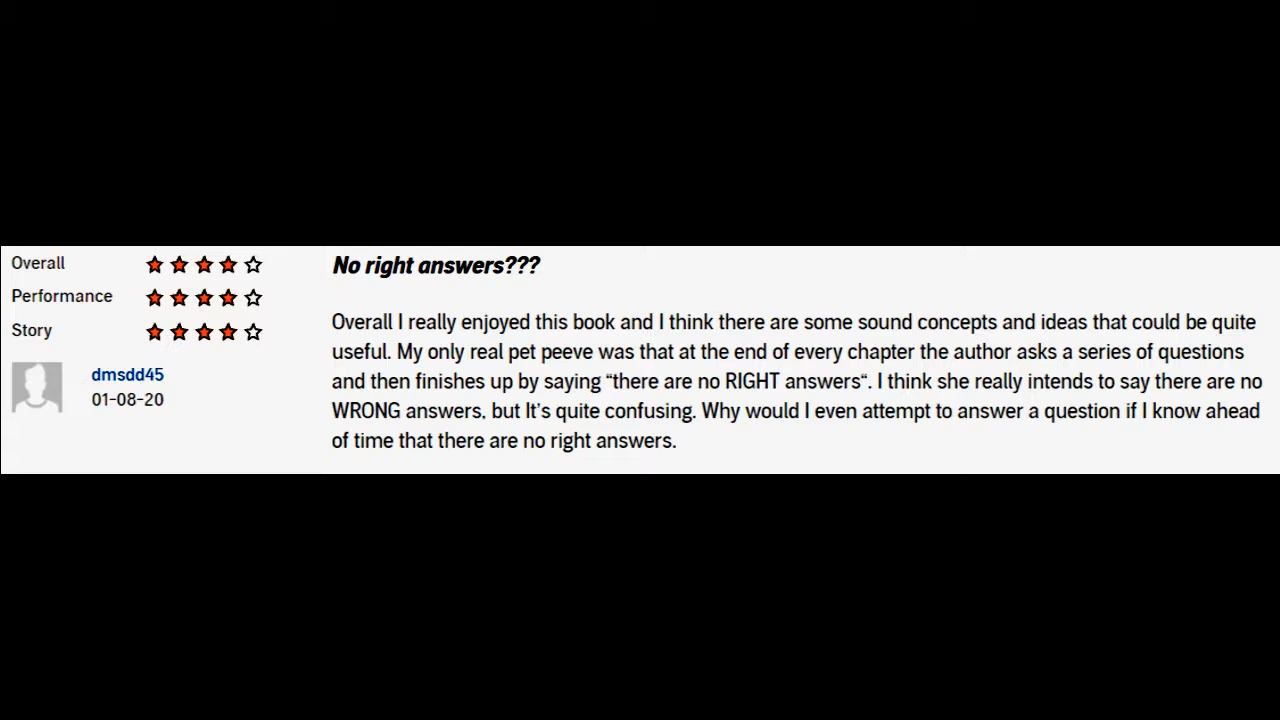 Overall
Performance
Story
dmsdd45
01-08-20
No right answers???
Overall I really enjoyed this book and I think there are some sound concepts and ideas that could be quite
useful. My only real pet peeve was that at the end of every chapter the author asks a series of questions
and then finishes up by saying “there are no RIGHT answers“. I think she really intends to say there are no
WRONG answers, but It’s quite confusing. Why would I even attempt to answer a question if I know ahead
of time that there are no right answers.